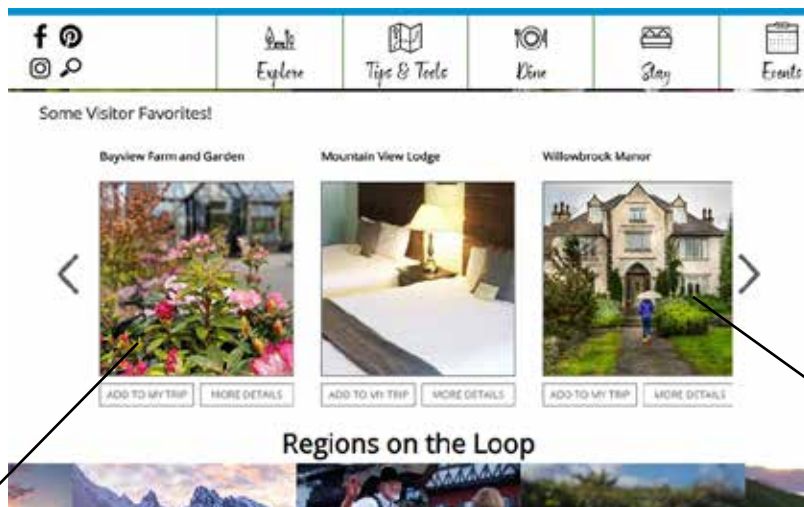 Explore Tips & Tools Dine Stay Events
Some Visitor Favorites!
Bayview Farm and Garden Mountain View Lodge Willowbrook Manor
ADD TO MY TRIP MORE DETAILS ADD TO MY TRIP MORE DETAILS ADD TO MY TRIP MORE DETAILS
Regions on the Loop